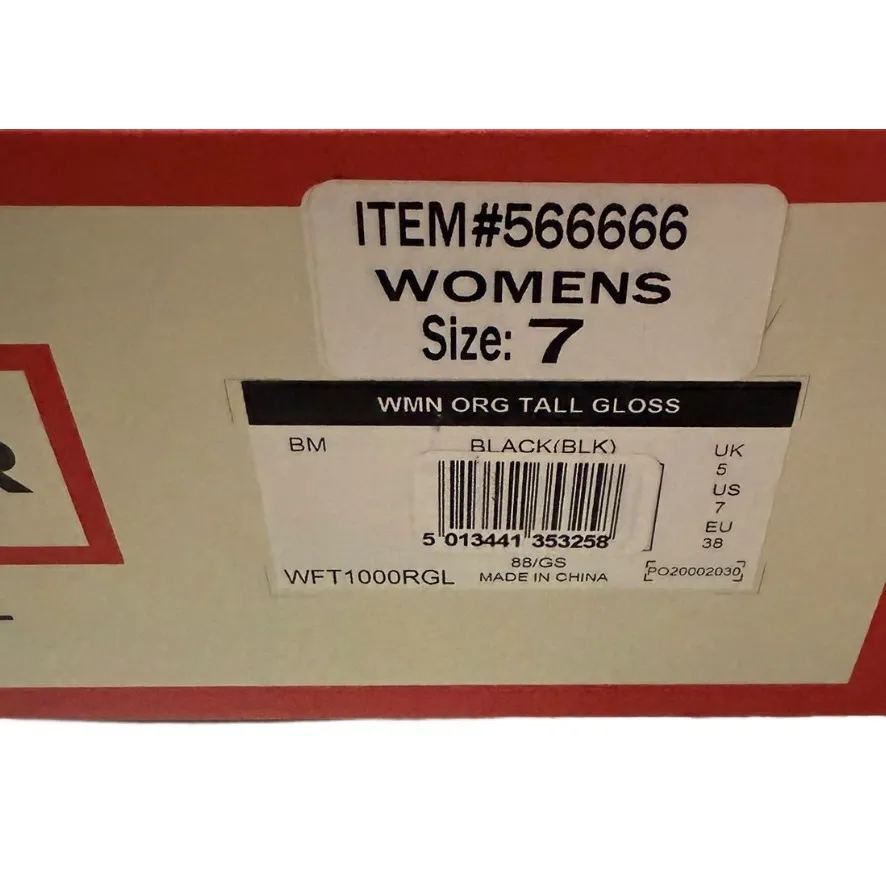 ITEM#566666
WOMENS
Size: 7
R
WMN ORG TALL GLOSS
BM
BLACK(BLK)
UK
5
US
7
EU
38
5 013441 353258
88/GS
WFT1000RGL
MADE IN CHINA
PO20002030